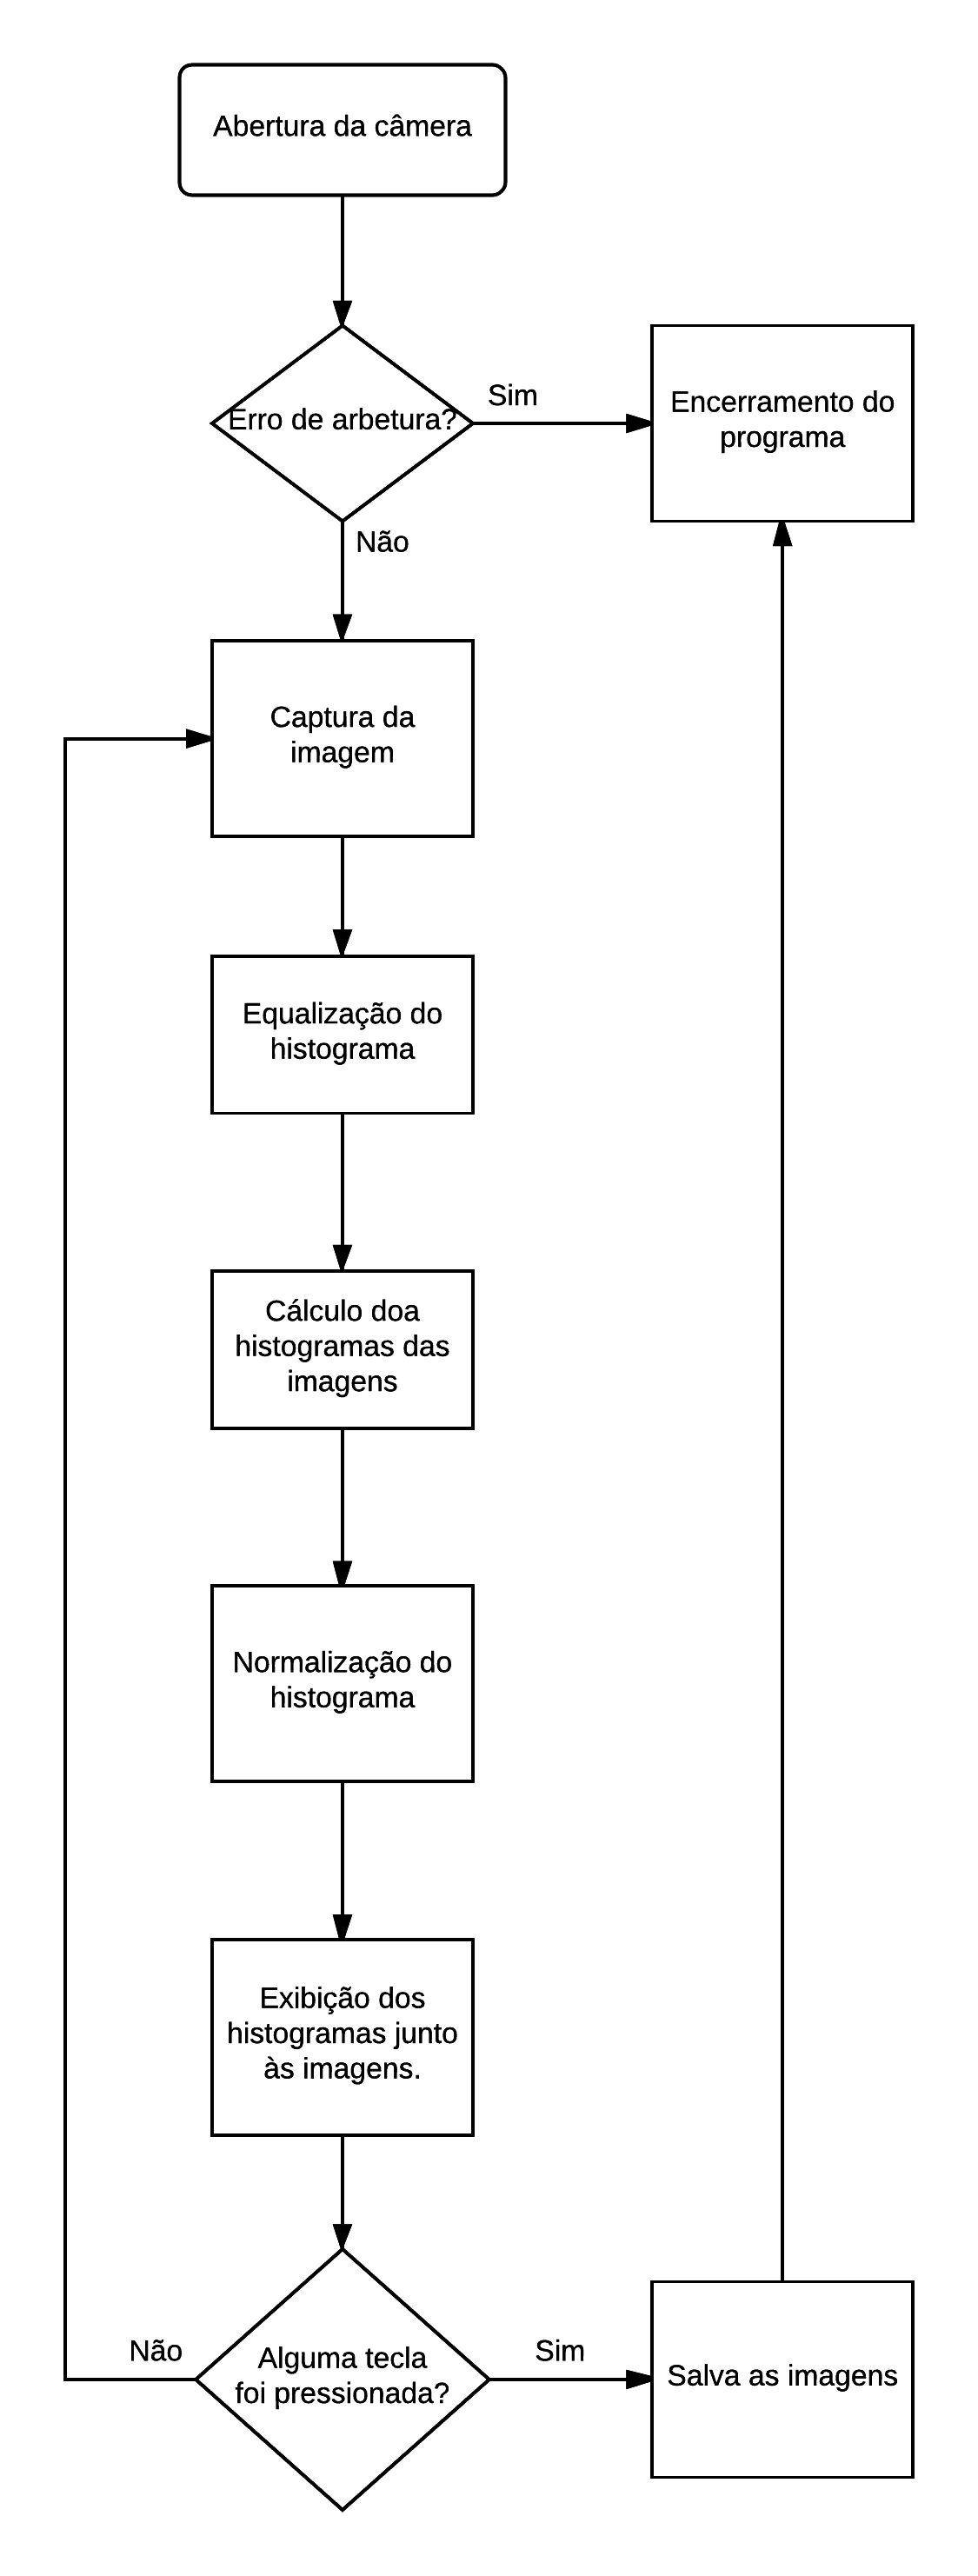 Abertura da câmera
Erro de arbetura?
Sim
Encerramento do
programa
Não
Captura da
imagem
Equalização do
histograma
Cálculo doa
histogramas das
imagens
Normalização do
histograma
Exibição dos
histogramas junto
às imagens.
Não
Alguma tecla
foi pressionada?
Sim
Salva as imagens